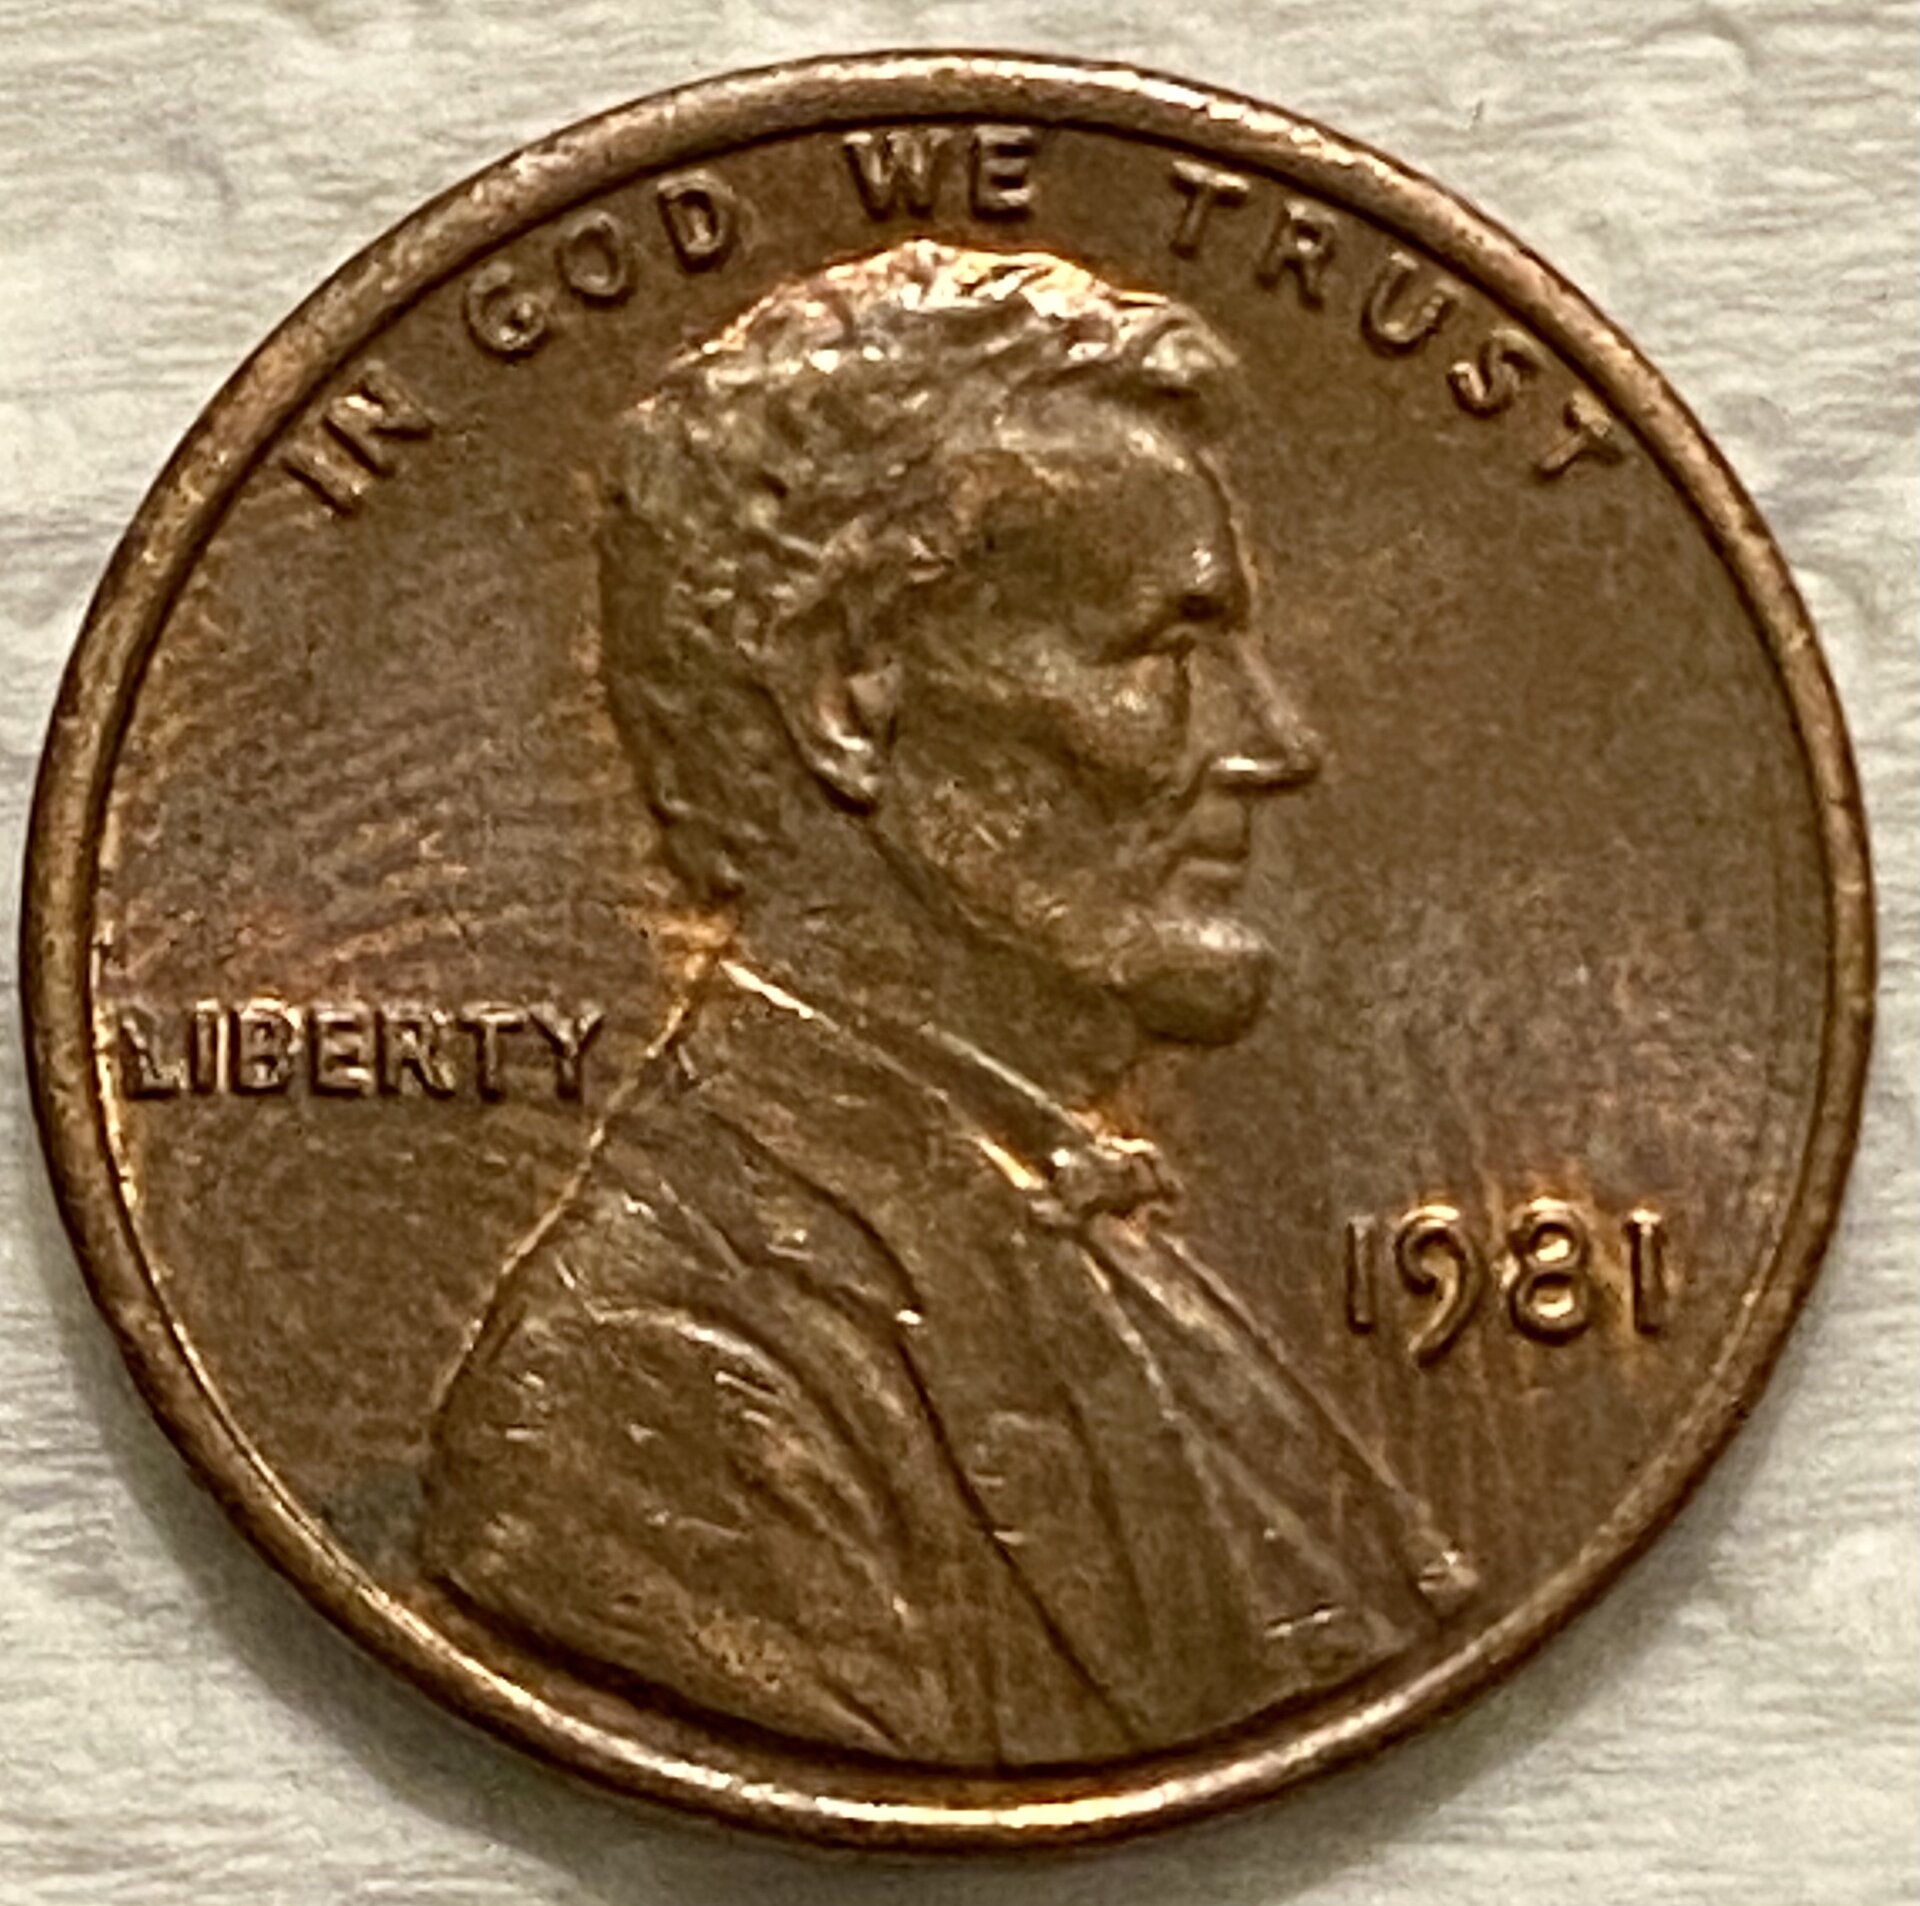 IN GOD WE TRUST
LIBERTY
1981